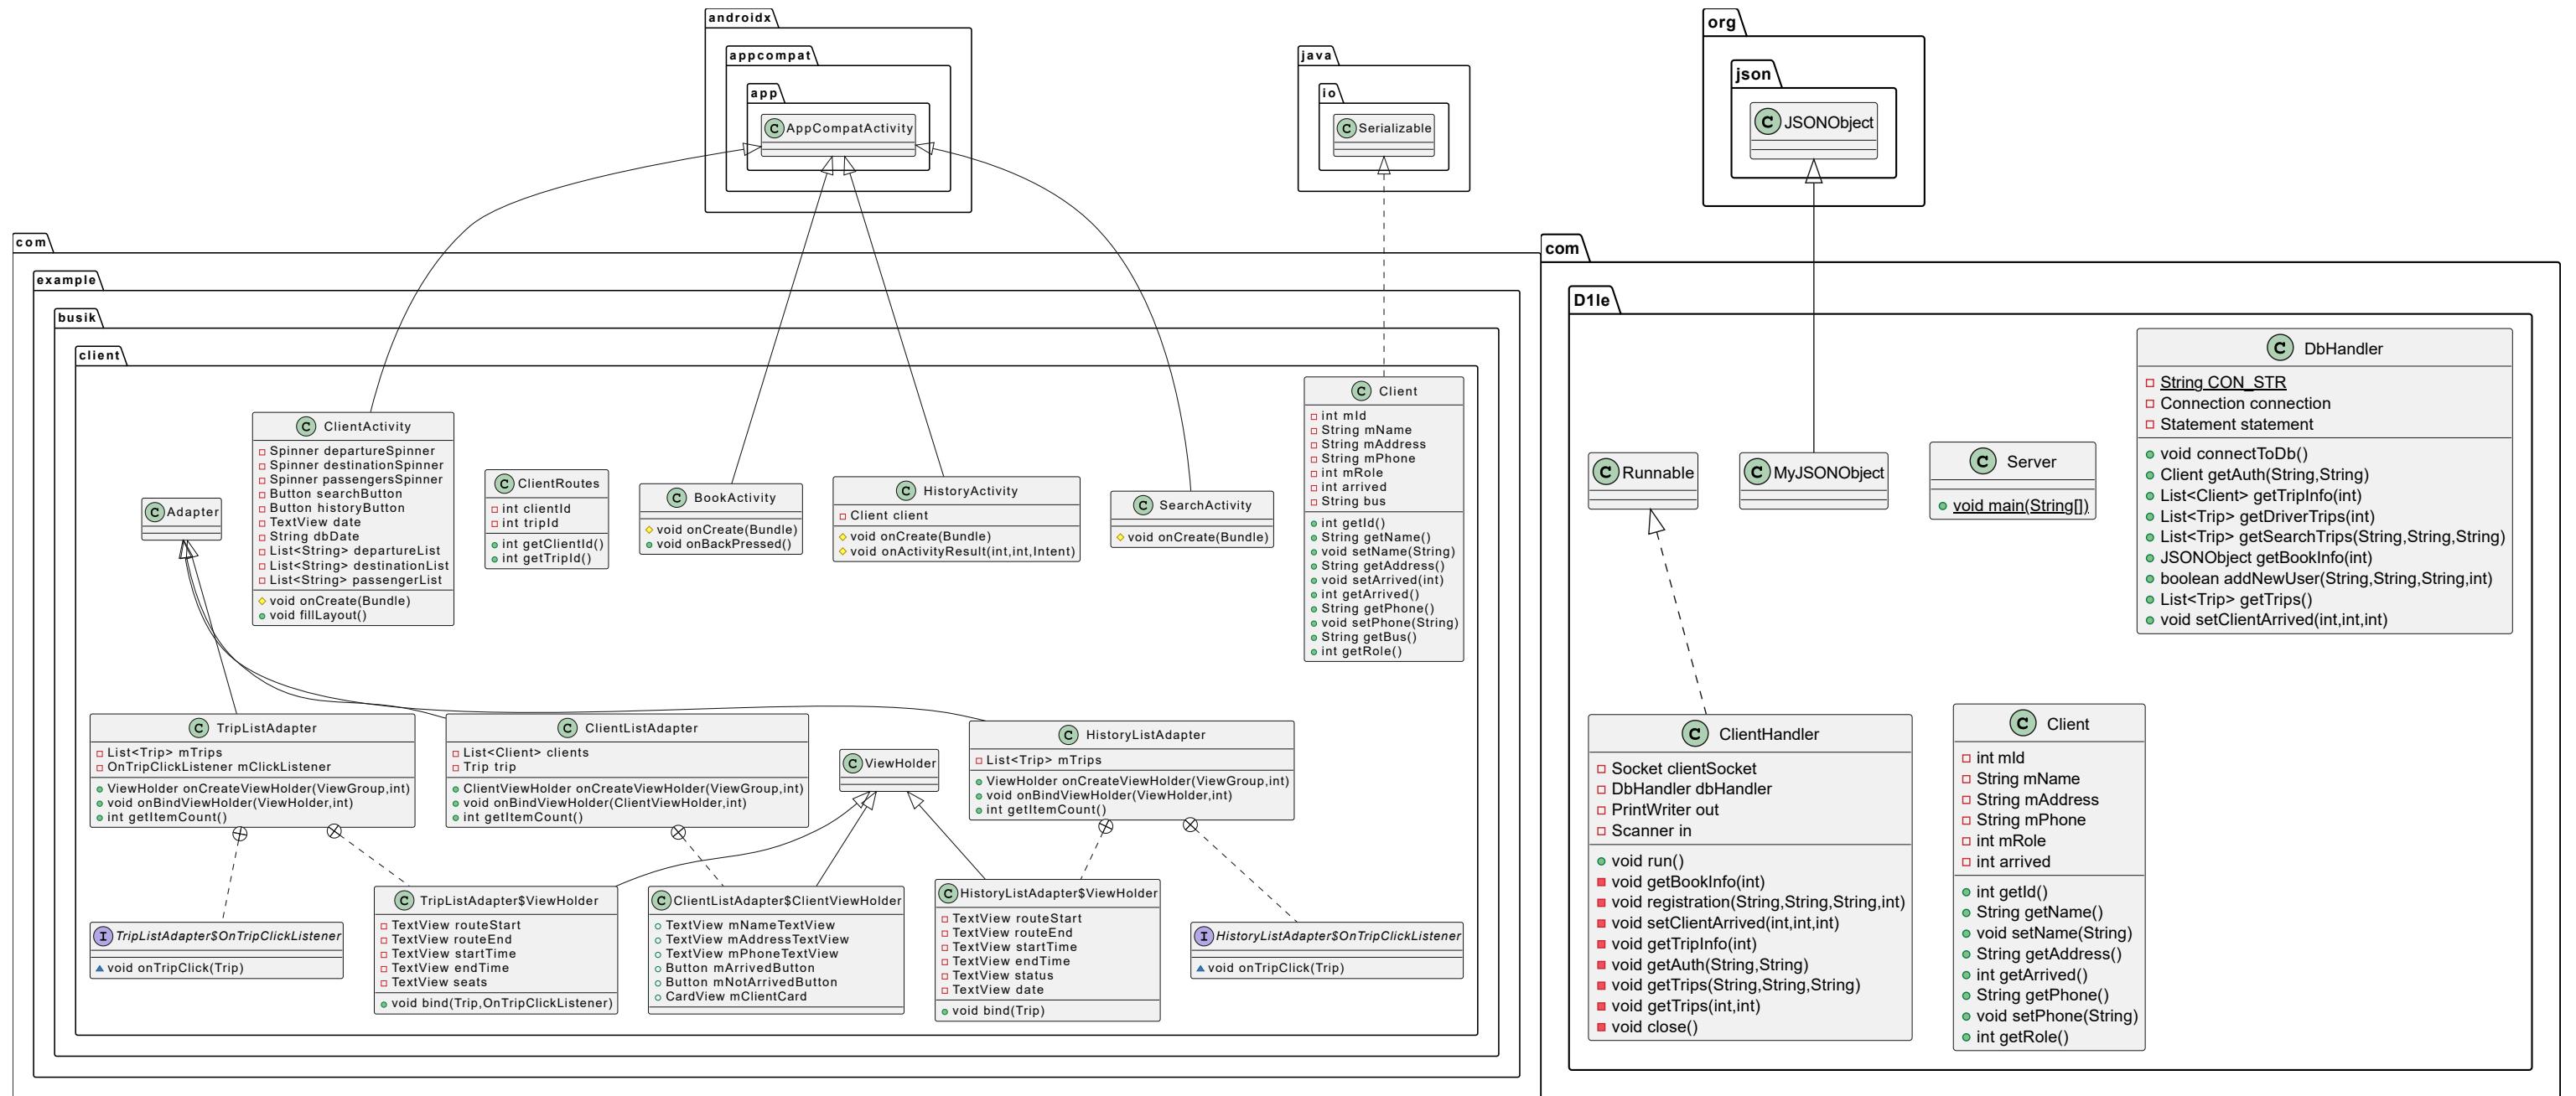 androidx
appcompat
app
AppCompatActivity
java
io
Serializable
org
json
JSONObject
com
example
busik
client
ClientActivity
Spinner departureSpinner
Spinner destinationSpinner
Spinner passengersSpinner
Button searchButton
Button historyButton
TextView date
String dbDate
List<String> departureList
List<String> destinationList
List<String> passengerList
void onCreate(Bundle)
void fillLayout()
Adapter
ClientRoutes
int clientId
int tripId
int getClientId()
int getTripId()
BookActivity
void onCreate(Bundle)
void onBackPressed()
HistoryActivity
Client client
void onCreate(Bundle)
void onActivityResult(int,int,Intent)
SearchActivity
void onCreate(Bundle)
Client
int mId
String mName
String mAddress
String mPhone
int mRole
int arrived
String bus
int getId()
String getName()
void setName(String)
String getAddress()
void setArrived(int)
int getArrived()
String getPhone()
void setPhone(String)
String getBus()
int getRole()
TripListAdapter
List<Trip> mTrips
OnTripClickListener mClickListener
ViewHolder onCreateViewHolder(ViewGroup,int)
void onBindViewHolder(ViewHolder,int)
int getItemCount()
ClientListAdapter
List<Client> clients
Trip trip
ClientViewHolder onCreateViewHolder(ViewGroup,int)
void onBindViewHolder(ClientViewHolder,int)
int getItemCount()
ViewHolder
HistoryListAdapter
List<Trip> mTrips
ViewHolder onCreateViewHolder(ViewGroup,int)
void onBindViewHolder(ViewHolder,int)
int getItemCount()
TripListAdapter$OnTripClickListener
void onTripClick(Trip)
TripListAdapter$ViewHolder
TextView routeStart
TextView routeEnd
TextView startTime
TextView endTime
TextView seats
void bind(Trip,OnTripClickListener)
ClientListAdapter$ClientViewHolder
TextView mNameTextView
TextView mAddressTextView
TextView mPhoneTextView
Button mArrivedButton
Button mNotArrivedButton
CardView mClientCard
HistoryListAdapter$ViewHolder
TextView routeStart
TextView routeEnd
TextView startTime
TextView endTime
TextView status
TextView date
void bind(Trip)
HistoryListAdapter$OnTripClickListener
void onTripClick(Trip)
com
D1le
Runnable
MyJSONObject
Server
void main(String[])
DbHandler
String CON_STR
Connection connection
Statement statement
void connectToDb()
Client getAuth(String,String)
List<Client> getTripInfo(int)
List<Trip> getDriverTrips(int)
List<Trip> getSearchTrips(String,String,String)
JSONObject getBookInfo(int)
boolean addNewUser(String,String,String,int)
List<Trip> getTrips()
void setClientArrived(int,int,int)
ClientHandler
Socket clientSocket
DbHandler dbHandler
PrintWriter out
Scanner in
void run()
void getBookInfo(int)
void registration(String,String,String,int)
void setClientArrived(int,int,int)
void getTripInfo(int)
void getAuth(String,String)
void getTrips(String,String,String)
void getTrips(int,int)
void close()
Client
int mId
String mName
String mAddress
String mPhone
int mRole
int arrived
int getId()
String getName()
void setName(String)
String getAddress()
int getArrived()
String getPhone()
void setPhone(String)
int getRole()